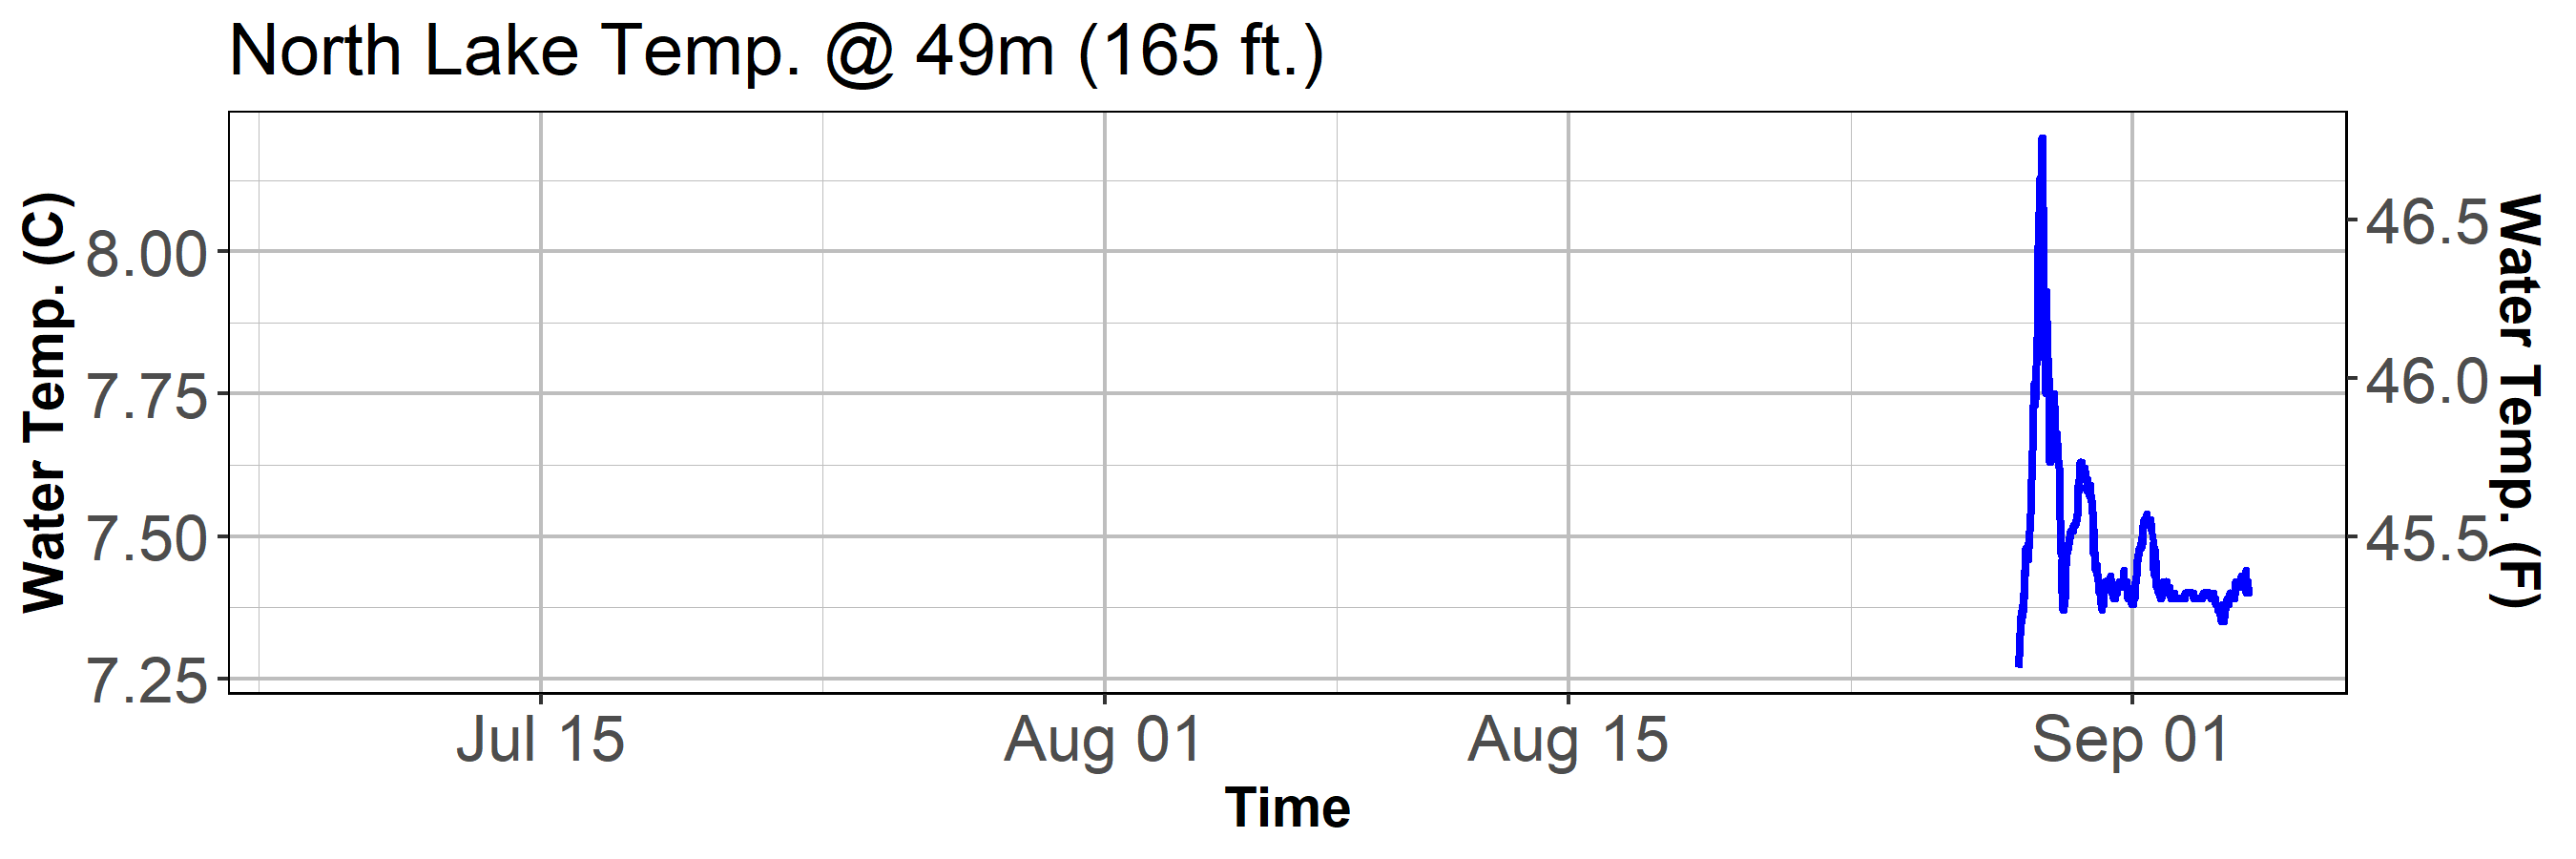 North Lake Temp. @ 49m (165 ft.)
Water Temp. (C)
8.00
7.75
7.50
7.25
46.5
46.0
45.5
Water Temp. (F)
Jul 15 Aug 01 Aug 15 Sep 01
Time